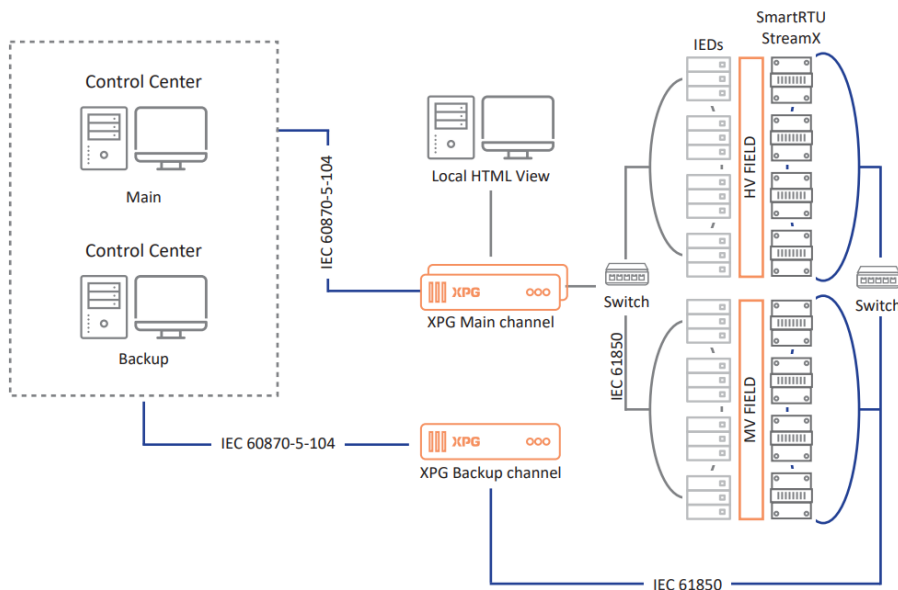 SmartRTU
StreamX
IEDs
Control Center
Main
Control Center
Backup
IEC 60870-5-104
Local HTML View
XPG
XPG Main channel
Switch
HV FIELD
Switch
IEC 61850
MV FIELD
IEC 60870-5-104
XPG
XPG Backup channel
IEC 61850